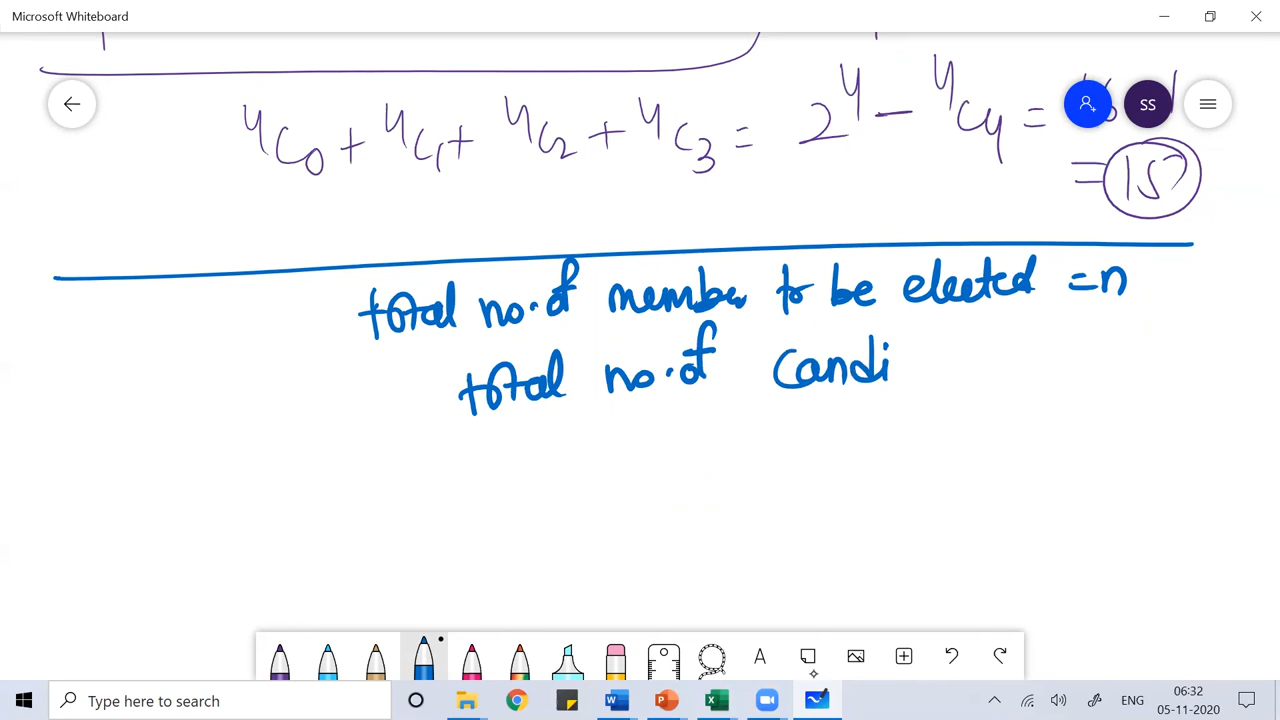 Microsoft Whiteboard
SS
4C0 + 4C1 + 4C2 + 4C3 = 2^4 - 4C4 =
= 15
total no. of member to be elected = n
total no. of Candi
A
Type here to search
ENG
06:32
05-11-2020